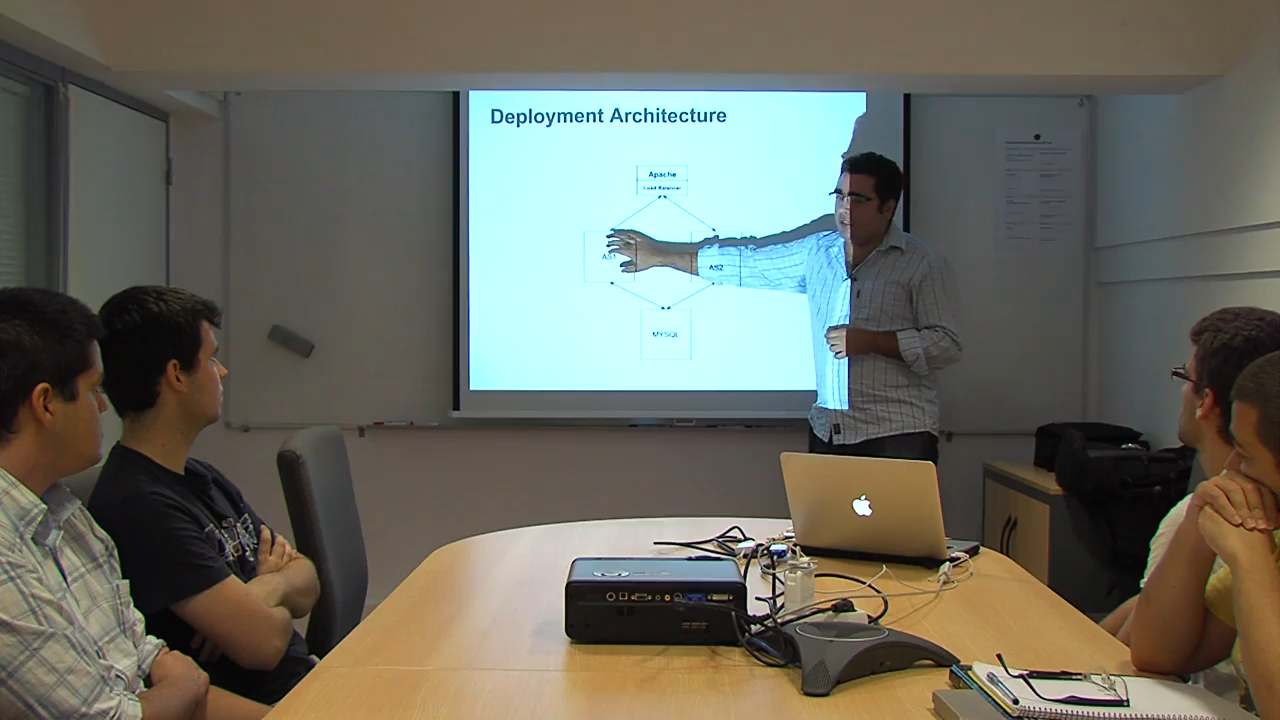 Deployment Architecture
Apache
Load Balancer
AS1
AS2
MYSQL